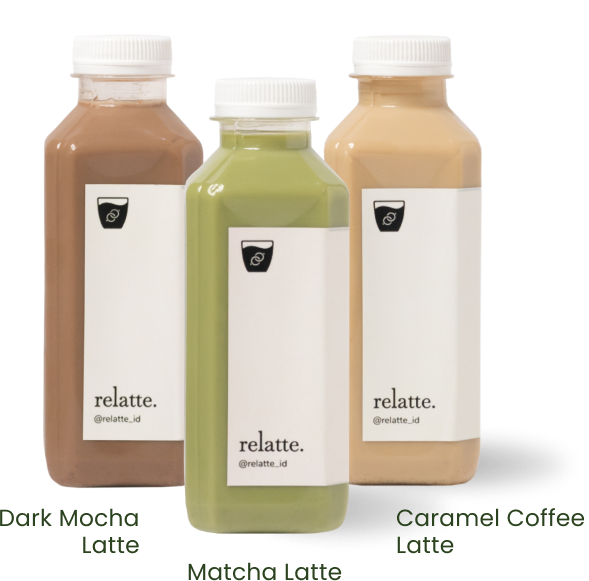 relatte.
@relatte_id
relatte.
@relatte_id
relatte.
@relatte_id
Dark Mocha
Latte
Matcha Latte
Caramel Coffee
Latte